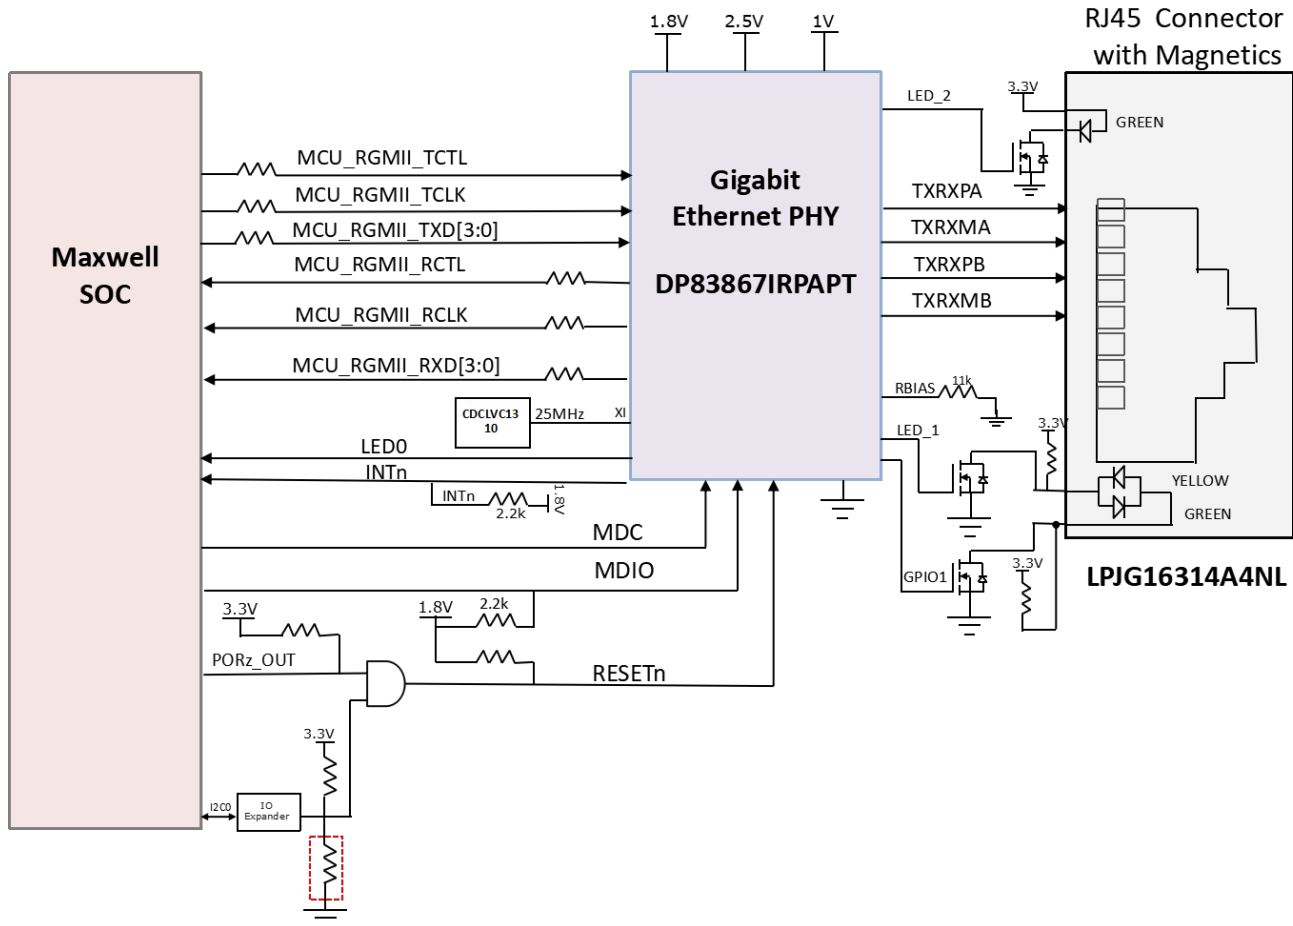 1.8V
2.5V
1V
RJ45 Connector
with Magnetics
3.3V
LED_2
GREEN
MCU_RGMII_TCTL
MCU_RGMII_TCLK
MCU_RGMII_TXD[3:0]
MCU_RGMII_RCTL
MCU_RGMII_RCLK
MCU_RGMII_RXD[3:0]
Maxwell
SOC
Gigabit
Ethernet PHY
DP83867IRPAPT
TXRXPA
TXRXMA
TXRXPB
TXRXMB
RBIAS
11k
CDCLVC13
10
25MHz
XI
LED0
INTn
INTn
2.2k
1.8V
LED_1
3.3V
YELLOW
GREEN
GPIO1
3.3V
LPJG16314A4NL
MDC
MDIO
3.3V
1.8V
2.2k
PORz_OUT
RESETn
3.3V
I2C0
IO
Expander